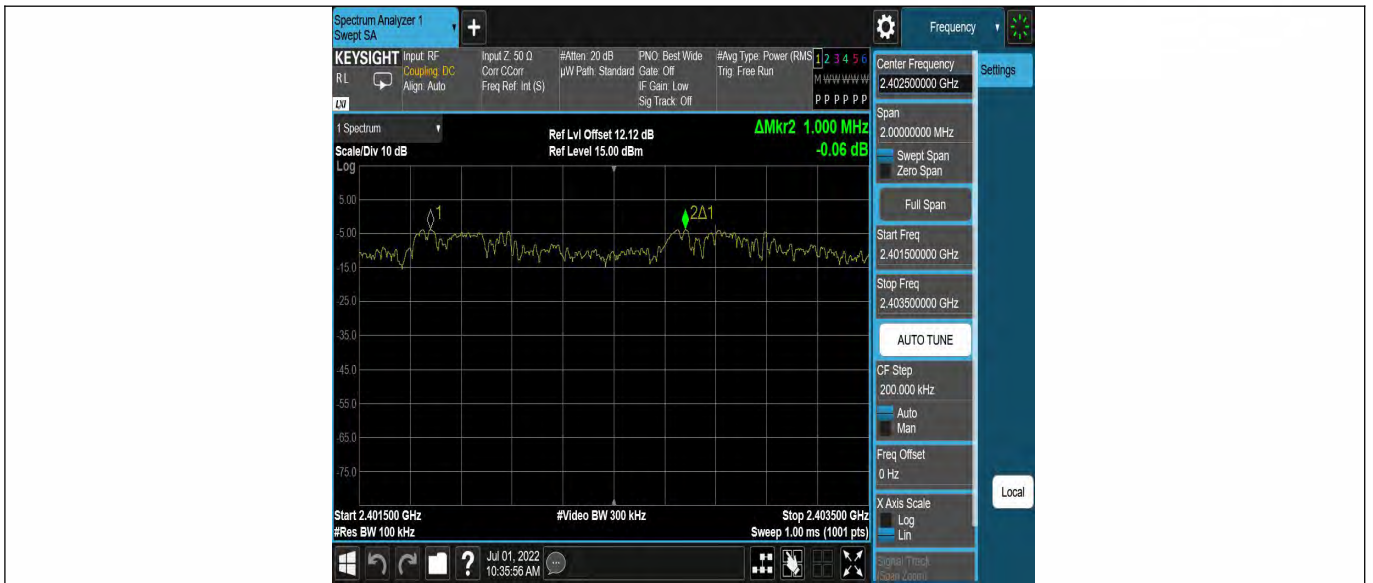 Spectrum Analyzer 1
Swept SA
Frequency
KEYSIGHT
RL
LXI
Input: RF
Coupling: DC
Align: Auto
Input Z: 50 Ω
Corr CCorr
Freq Ref: Int (S)
#Atten: 20 dB
µW Path: Standard
PNO: Best Wide
Gate: Off
IF Gain: Low
Sig Track: Off
#Avg Type: Power (RMS
Trig: Free Run
1 2 3 4 5 6
M W W W W W
P P P P P P
Center Frequency
2.402500000 GHz
Settings
Span
2.00000000 MHz
Swept Span
Zero Span
Full Span
Start Freq
2.401500000 GHz
Stop Freq
2.403500000 GHz
AUTO TUNE
CF Step
200.000 kHz
Auto
Man
Freq Offset
0 Hz
X Axis Scale
Log
Lin
Signal Track
(Span Zoom)
Local
1 Spectrum
Scale/Div 10 dB
Log
Ref Lvl Offset 12.12 dB
Ref Level 15.00 dBm
ΔMkr2 1.000 MHz
-0.06 dB
1
2Δ1
5.00
-5.00
-15.0
-25.0
-35.0
-45.0
-55.0
-65.0
-75.0
Start 2.401500 GHz
#Res BW 100 kHz
#Video BW 300 kHz
Stop 2.403500 GHz
Sweep 1.00 ms (1001 pts)
?
Jul 01, 2022
10:35:56 AM